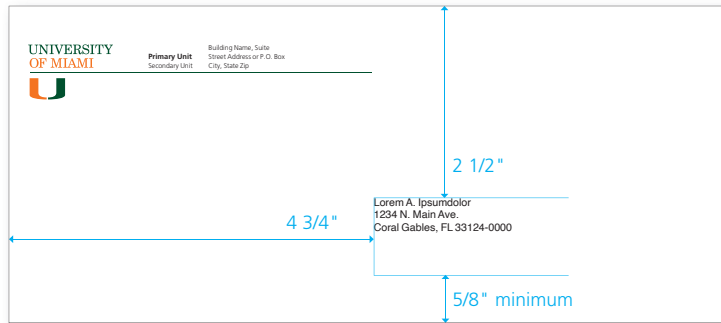 UNIVERSITY
OF MIAMI
Primary Unit
Secondary Unit
Building Name, Suite
Street Address or P.O. Box
City, State Zip
U
2 1/2"
4 3/4"
Lorem A. Ipsumdolor
1234 N. Main Ave.
Coral Gables, FL 33124-0000
5/8" minimum